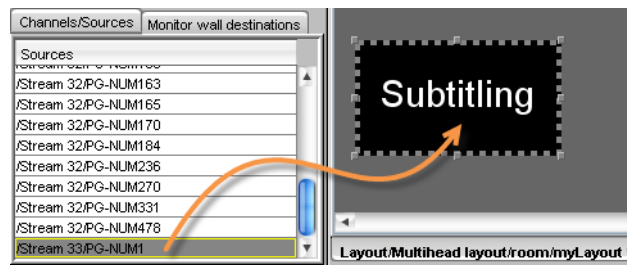 Channels/Sources
Monitor wall destinations
Sources
/Stream 32/PG-NUM163
/Stream 32/PG-NUM165
/Stream 32/PG-NUM170
/Stream 32/PG-NUM184
/Stream 32/PG-NUM236
/Stream 32/PG-NUM270
/Stream 32/PG-NUM331
/Stream 32/PG-NUM478
/Stream 33/PG-NUM1
Subtitling
Layout/Multihead layout/room/myLayout